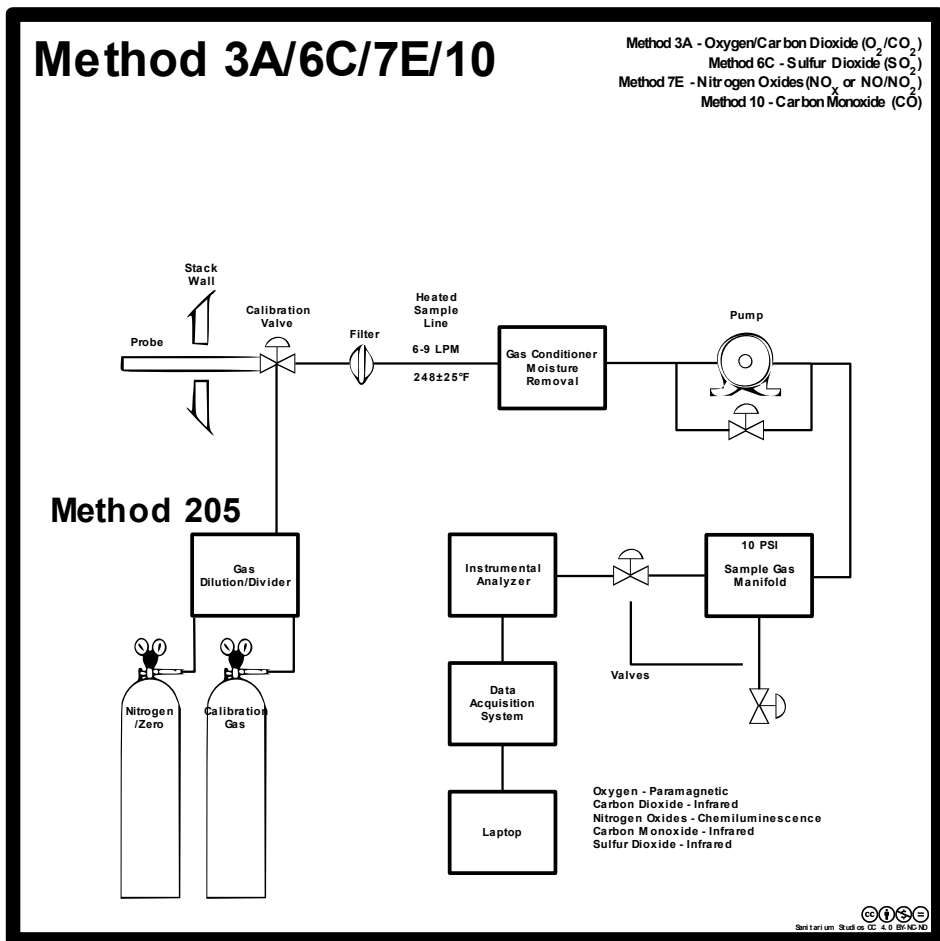 Method 3A/6C/7E/10
Method 3A - Oxygen/Carbon Dioxide (O₂/CO₂)
Method 6C - Sulfur Dioxide (SO₂)
Method 7E - Nitrogen Oxides (NOₓ or NO/NO₂)
Method 10 - Carbon Monoxide (CO)
Stack
Wall
Probe
Calibration
Valve
Filter
Heated
Sample
Line
6-9 LPM
248±25°F
Gas Conditioner
Moisture
Removal
Pump
Method 205
Gas
Dilution/Divider
Nitrogen
/Zero
Calibration
Gas
Instrumental
Analyzer
10 PSI
Sample Gas
Manifold
Valves
Data
Acquisition
System
Laptop
Oxygen - Paramagnetic
Carbon Dioxide - Infrared
Nitrogen Oxides - Chemiluminescence
Carbon Monoxide - Infrared
Sulfur Dioxide - Infrared
cc
Sanitarium Studios CC 4.0 BY-NC-ND